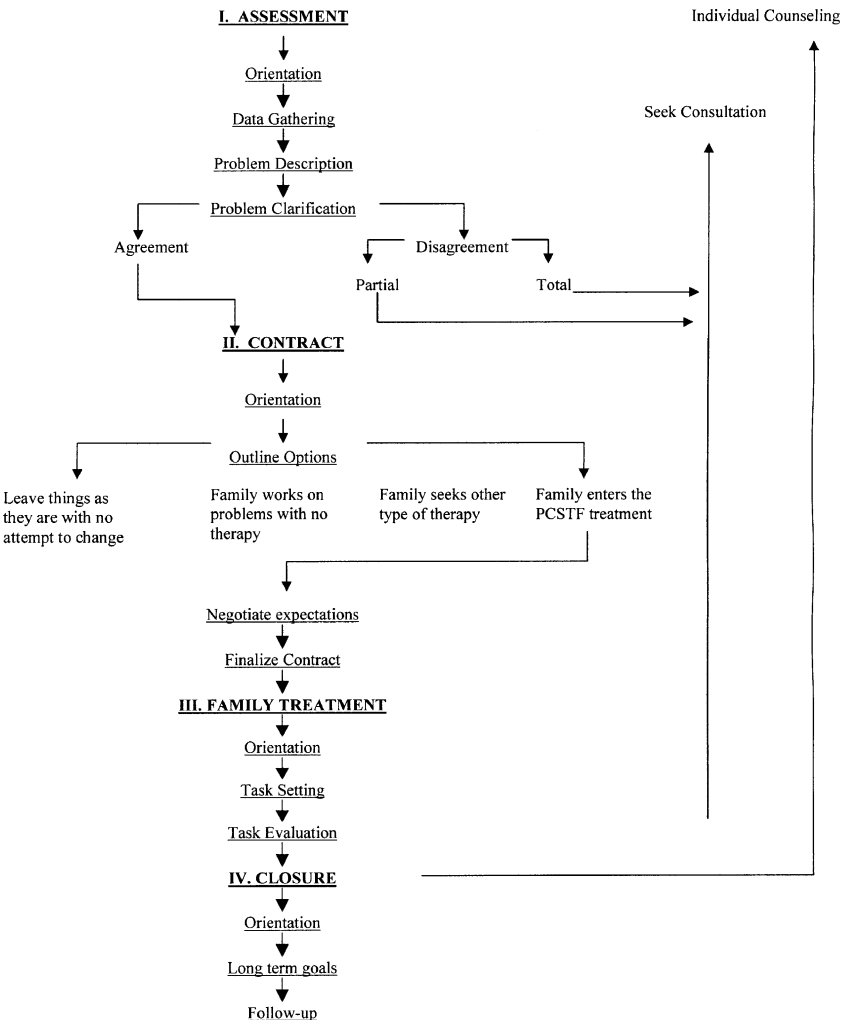 I. ASSESSMENT
Individual Counseling
Orientation
Seek Consultation
Data Gathering
Problem Description
Problem Clarification
Agreement
Disagreement
Partial
Total
II. CONTRACT
Orientation
Outline Options
Leave things as
they are with no
attempt to change
Family works on
problems with no
therapy
Family seeks other
type of therapy
Family enters the
PCSTF treatment
Negotiate expectations
Finalize Contract
III. FAMILY TREATMENT
Orientation
Task Setting
Task Evaluation
IV. CLOSURE
Orientation
Long term goals
Follow-up